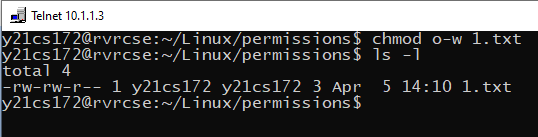 Telnet 10.1.1.3
y21cs172@rvrcse:~/Linux/permissions$ chmod o-w 1.txt
y21cs172@rvrcse:~/Linux/permissions$ ls -l
total 4
-rw-rw-r-- 1 y21cs172 y21cs172 3 Apr  5 14:10 1.txt
y21cs172@rvrcse:~/Linux/permissions$